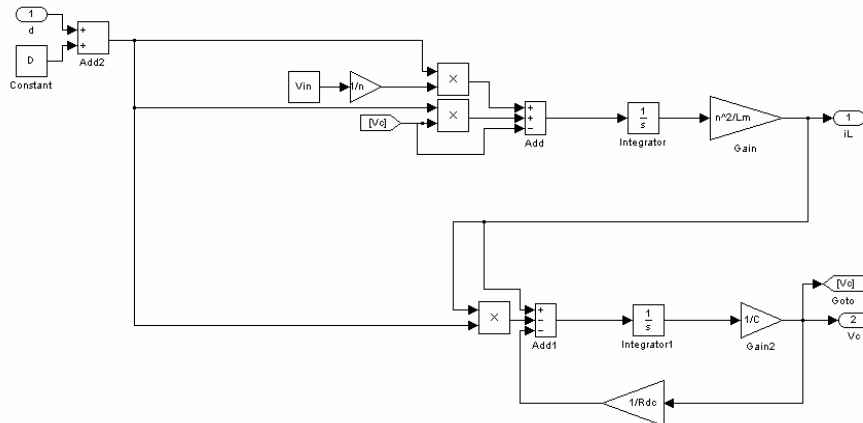 1
d
+
+
D
Add2
Constant
Vin
1/n
×
×
[Vc]
+
+
−
Add
1
s
Integrator
n^2/Lm
Gain
1
iL
×
+
−
−
Add1
1
s
Integrator1
1/C
Gain2
[Vc]
Goto
2
Vc
1/Rdc